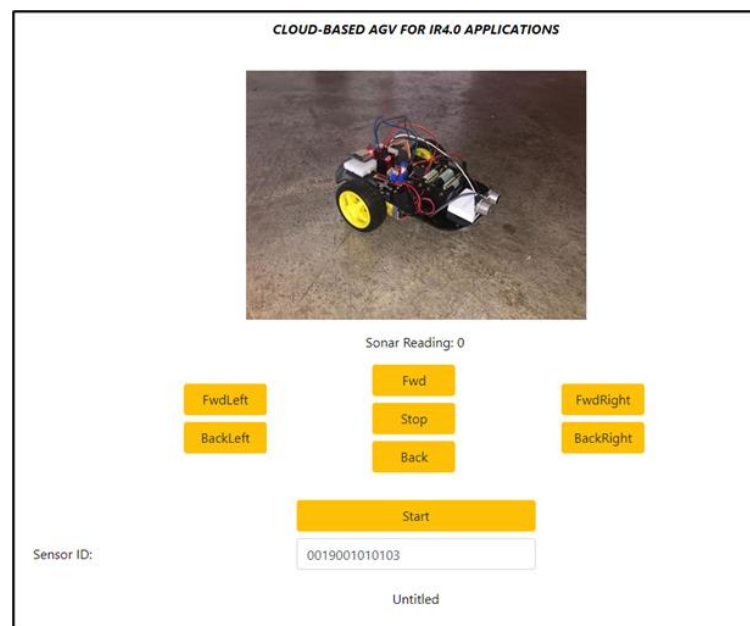 CLOUD-BASED AGV FOR IR4.0 APPLICATIONS
Sonar Reading: 0
Fwd
FwdLeft
FwdRight
Stop
BackLeft
BackRight
Back
Start
Sensor ID:
0019001010103
Untitled